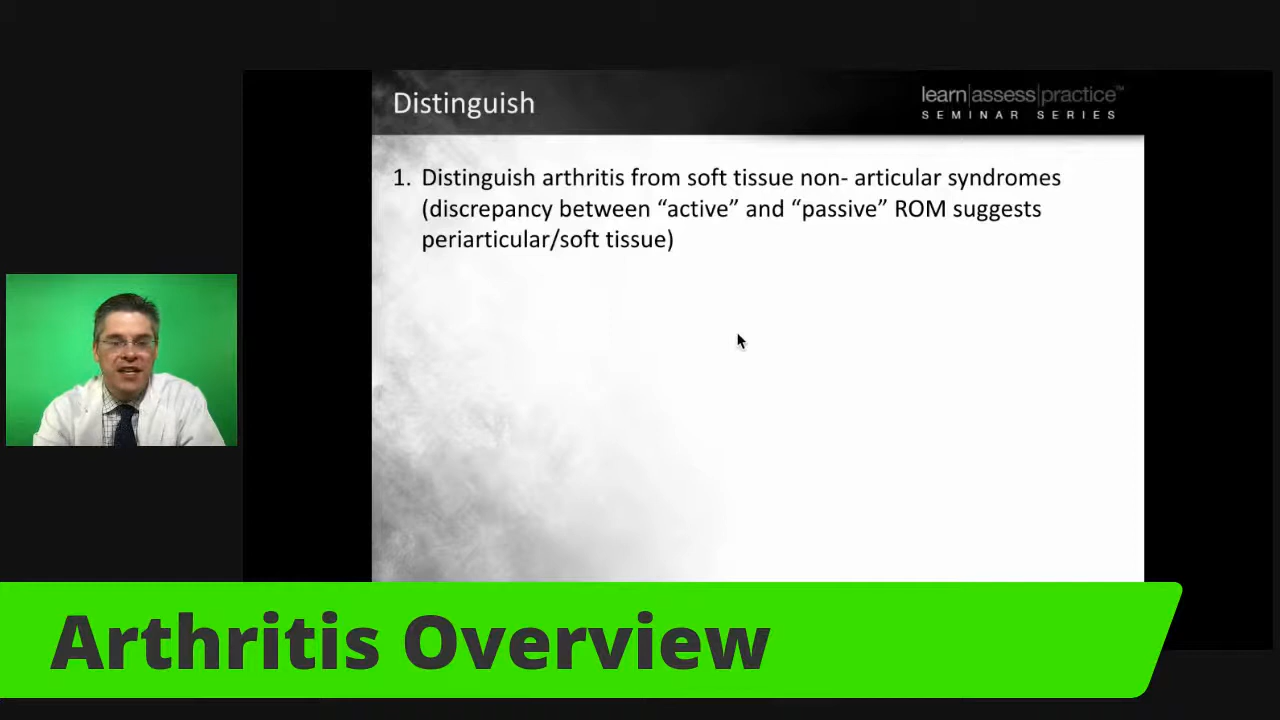 Distinguish
learn|assess|practice™
SEMINAR SERIES
1. Distinguish arthritis from soft tissue non- articular syndromes
(discrepancy between “active” and “passive” ROM suggests
periarticular/soft tissue)
Arthritis Overview